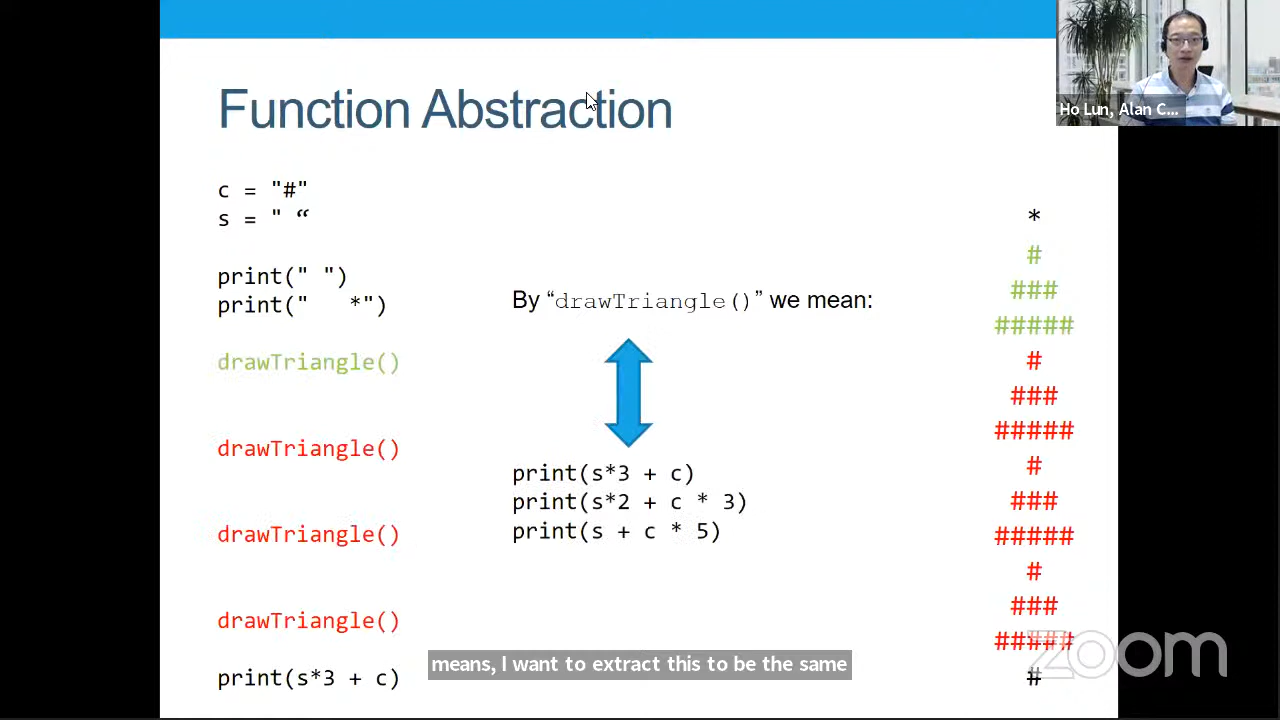 Function Abstraction
Ho Lun, Alan C...
c = "#"
s = " “
print(" ")
print("   *")
drawTriangle()
drawTriangle()
drawTriangle()
drawTriangle()
print(s*3 + c)
By “drawTriangle()” we mean:
print(s*3 + c)
print(s*2 + c * 3)
print(s + c * 5)
*
#
###
#####
#
###
#####
#
###
#####
#
###
#####
#
means, I want to extract this to be the same
zoom